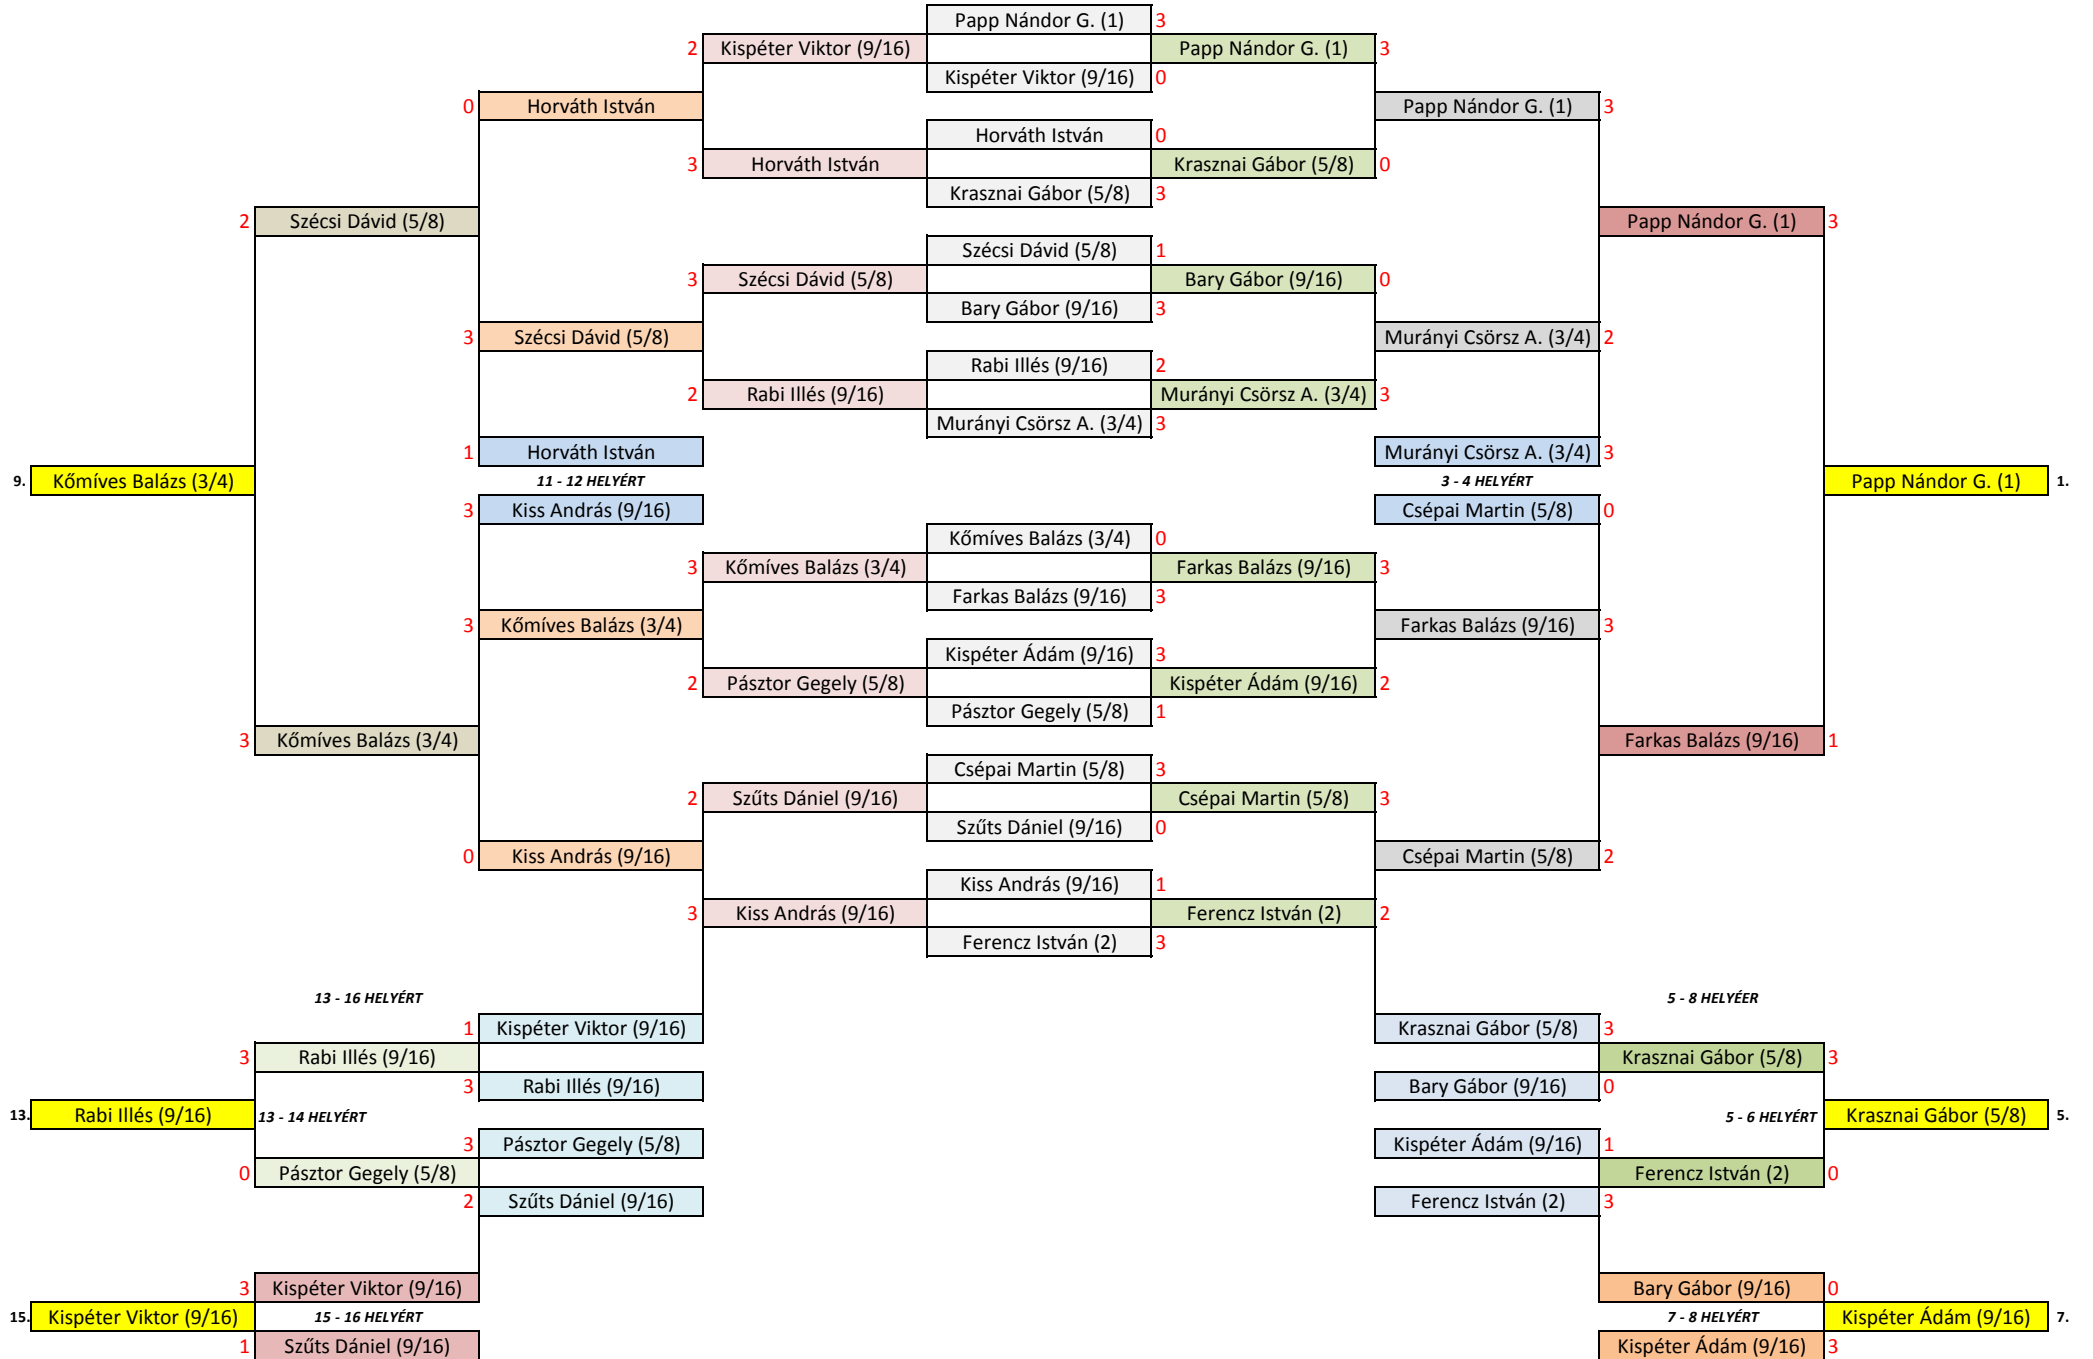 Papp Nándor G. (1) 3
2 Kispéter Viktor (9/16) Papp Nándor G. (1) 3
Kispéter Viktor (9/16) 0
0 Horváth István Papp Nándor G. (1) 3
Horváth István 0
3 Horváth István Krasznai Gábor (5/8) 0
Krasznai Gábor (5/8) 3
2 Szécsi Dávid (5/8) Papp Nándor G. (1) 3
Szécsi Dávid (5/8) 1
3 Szécsi Dávid (5/8) Bary Gábor (9/16) 0
Bary Gábor (9/16) 3
3 Szécsi Dávid (5/8) Murányi Csörsz A. (3/4) 2
Rabi Illés (9/16) 2
2 Rabi Illés (9/16) Murányi Csörsz A. (3/4) 3
Murányi Csörsz A. (3/4) 3
1 Horváth István Murányi Csörsz A. (3/4) 3
9. Kőmíves Balázs (3/4) 11 - 12 HELYÉRT 3 - 4 HELYÉRT Papp Nándor G. (1) 1.
3 Kiss András (9/16) Csépai Martin (5/8) 0
Kőmíves Balázs (3/4) 0
3 Kőmíves Balázs (3/4) Farkas Balázs (9/16) 3
Farkas Balázs (9/16) 3
3 Kőmíves Balázs (3/4) Farkas Balázs (9/16) 3
Kispéter Ádám (9/16) 3
2 Pásztor Gegely (5/8) Kispéter Ádám (9/16) 2
Pásztor Gegely (5/8) 1
3 Kőmíves Balázs (3/4) Farkas Balázs (9/16) 1
Csépai Martin (5/8) 3
2 Szűts Dániel (9/16) Csépai Martin (5/8) 3
Szűts Dániel (9/16) 0
0 Kiss András (9/16) Csépai Martin (5/8) 2
Kiss András (9/16) 1
3 Kiss András (9/16) Ferencz István (2) 2
Ferencz István (2) 3
13 - 16 HELYÉRT 5 - 8 HELYÉER
1 Kispéter Viktor (9/16) Krasznai Gábor (5/8) 3
3 Rabi Illés (9/16) Krasznai Gábor (5/8) 3
3 Rabi Illés (9/16) Bary Gábor (9/16) 0
13. Rabi Illés (9/16) 13 - 14 HELYÉRT 5 - 6 HELYÉRT Krasznai Gábor (5/8) 5.
3 Pásztor Gegely (5/8) Kispéter Ádám (9/16) 1
0 Pásztor Gegely (5/8) Ferencz István (2) 0
2 Szűts Dániel (9/16) Ferencz István (2) 3
3 Kispéter Viktor (9/16) Bary Gábor (9/16) 0
15. Kispéter Viktor (9/16) 15 - 16 HELYÉRT 7 - 8 HELYÉRT Kispéter Ádám (9/16) 7.
1 Szűts Dániel (9/16) Kispéter Ádám (9/16) 3